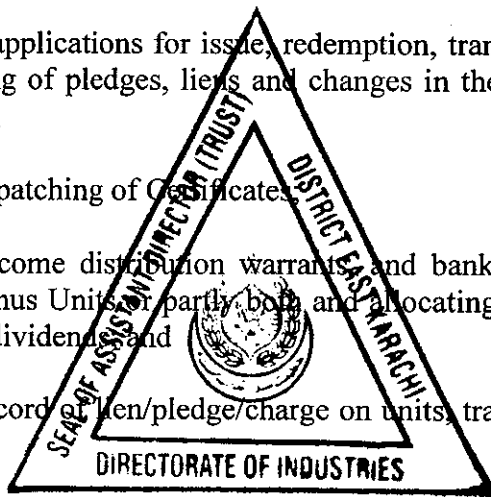 applications for issue, redemption, tran
g of pledges, liens and changes in the
patching of Certificates,
come distribution warrants and bank
nus Units or partly both and allocating
dividend, and
cord of lien/pledge/charge on units, tra
SEAL OF ASSISTANT DIRECTOR (TRUST)
DISTRICT EAST KARACHI-
DIRECTORATE OF INDUSTRIES